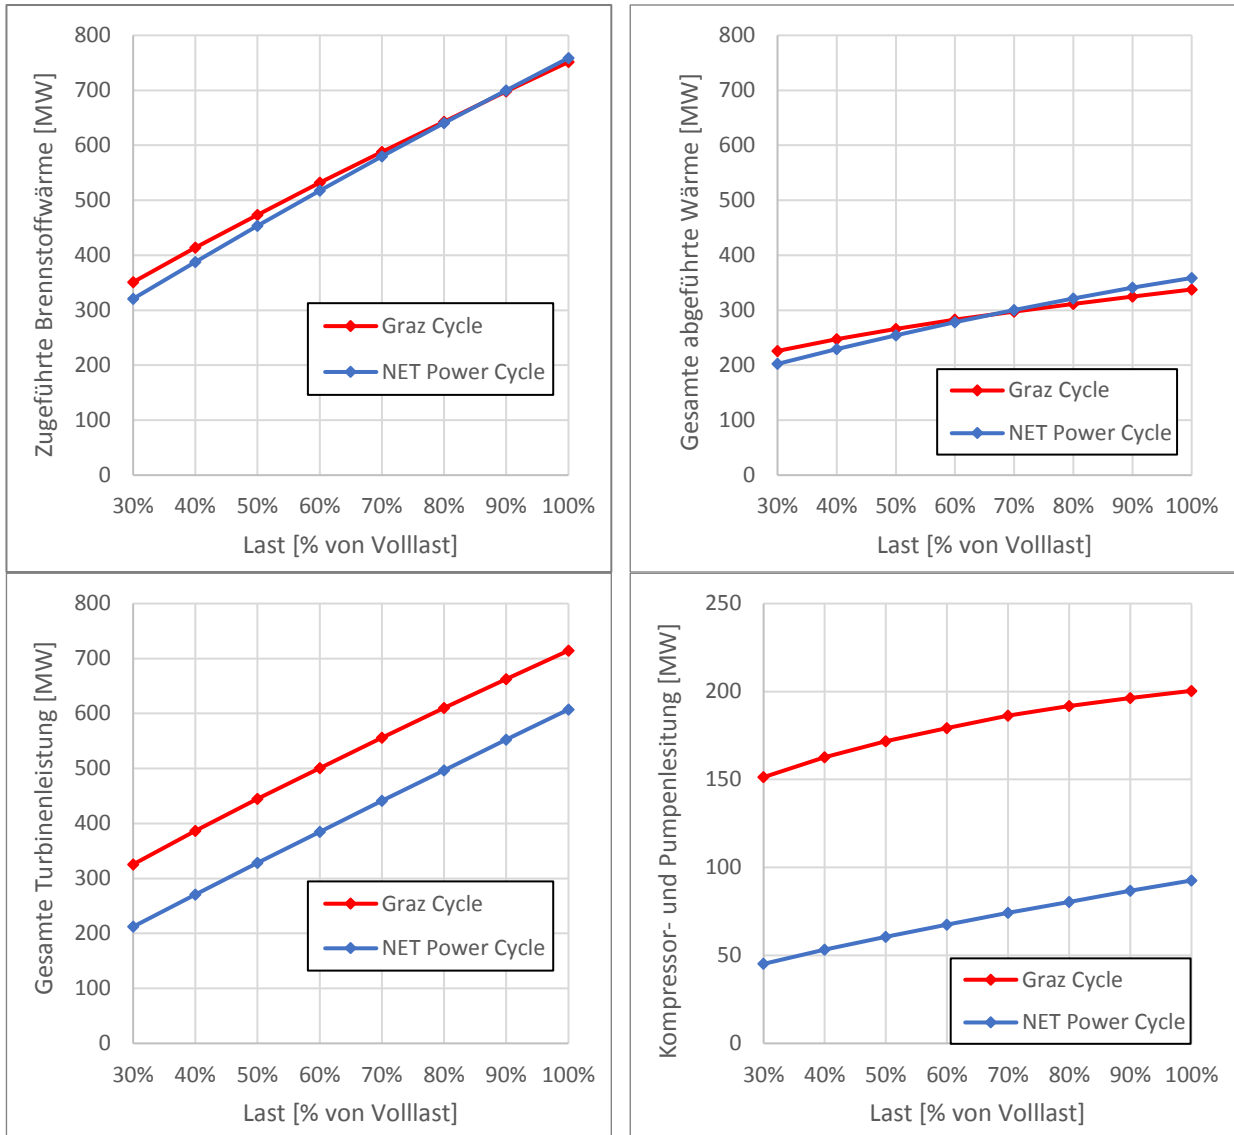 Zugeführte Brennstoffwärme [MW]
800
700
600
500
400
300
200
100
0
Graz Cycle
NET Power Cycle
30% 40% 50% 60% 70% 80% 90% 100%
Last [% von Volllast]
Gesamte abgeführte Wärme [MW]
800
700
600
500
400
300
200
100
0
Graz Cycle
NET Power Cycle
30% 40% 50% 60% 70% 80% 90% 100%
Last [% von Volllast]
Gesamte Turbinenleistung [MW]
800
700
600
500
400
300
200
100
0
Graz Cycle
NET Power Cycle
30% 40% 50% 60% 70% 80% 90% 100%
Last [% von Volllast]
Kompressor- und Pumpenlesitung [MW]
250
200
150
100
50
0
Graz Cycle
NET Power Cycle
30% 40% 50% 60% 70% 80% 90% 100%
Last [% von Volllast]